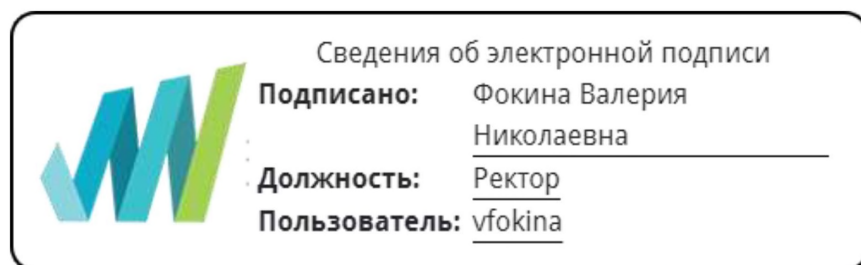 Сведения об электронной подписи
Подписано: Фокина Валерия
Николаевна
Должность: Ректор
Пользователь: vfokina